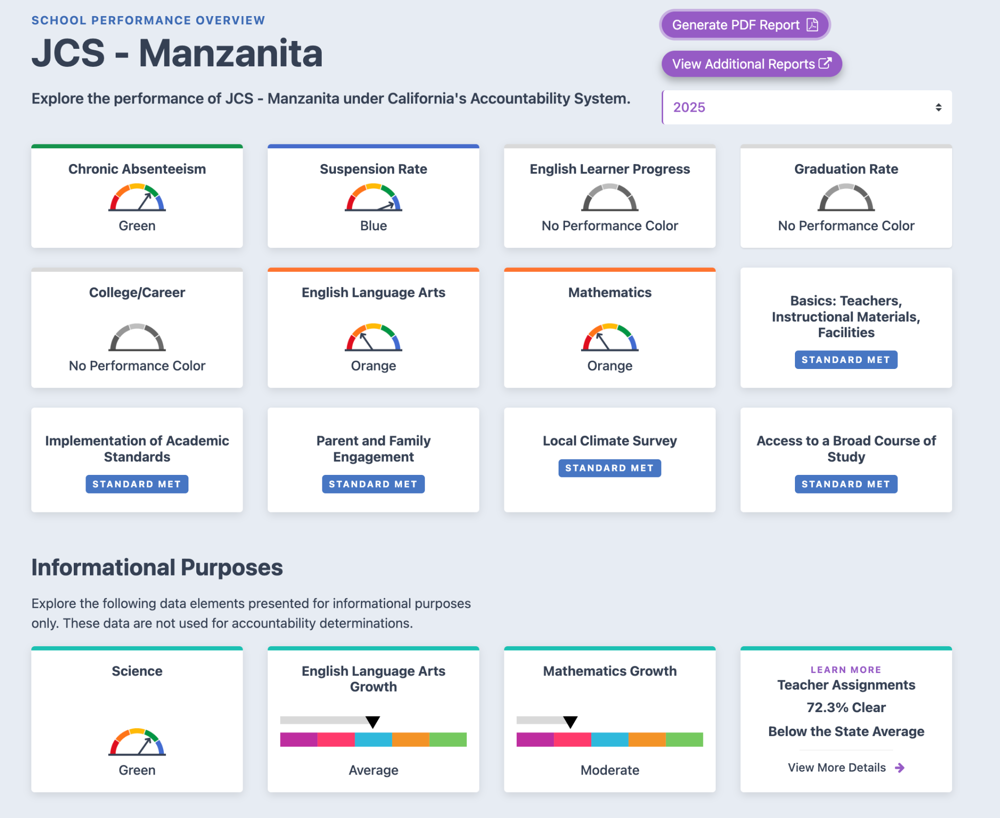 SCHOOL PERFORMANCE OVERVIEW
JCS - Manzanita
Explore the performance of JCS - Manzanita under California's Accountability System.
Generate PDF Report
View Additional Reports
2025
Chronic Absenteeism
Green
Suspension Rate
Blue
English Learner Progress
No Performance Color
Graduation Rate
No Performance Color
College/Career
No Performance Color
English Language Arts
Orange
Mathematics
Orange
Basics: Teachers,
Instructional Materials,
Facilities
STANDARD MET
Implementation of Academic
Standards
STANDARD MET
Parent and Family
Engagement
STANDARD MET
Local Climate Survey
STANDARD MET
Access to a Broad Course of
Study
STANDARD MET
Informational Purposes
Explore the following data elements presented for informational purposes
only. These data are not used for accountability determinations.
Science
Green
English Language Arts
Growth
Average
Mathematics Growth
Moderate
LEARN MORE
Teacher Assignments
72.3% Clear
Below the State Average
View More Details